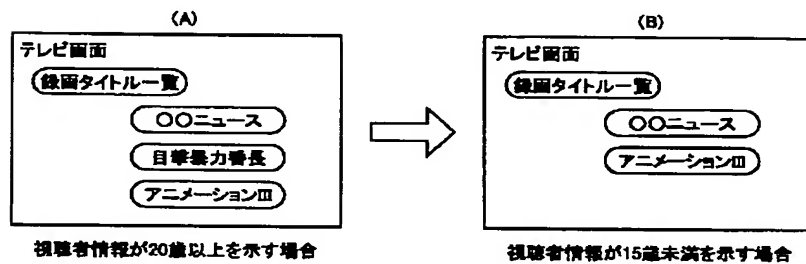 (A)
テレビ画面
録画タイトル一覧
〇〇ニュース
目撃暴力番長
アニメーションIII
視聴者情報が20歳以上を示す場合
(B)
テレビ画面
録画タイトル一覧
〇〇ニュース
アニメーションIII
視聴者情報が15歳未満を示す場合